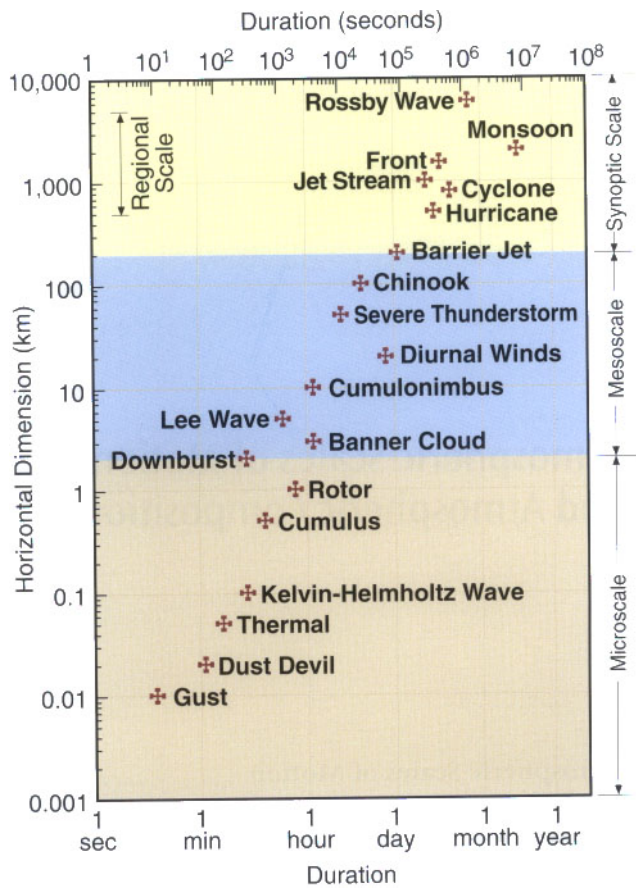 Duration (seconds)
1 10¹ 10² 10³ 10⁴ 10⁵ 10⁶ 10⁷ 10⁸
10,000
Rossby Wave
Monsoon
Regional
Scale
Front
1,000
Jet Stream
Cyclone
Hurricane
Synoptic Scale
Barrier Jet
Chinook
100
Severe Thunderstorm
Diurnal Winds
Mesoscale
10
Cumulonimbus
Lee Wave
Banner Cloud
Downburst
1
Rotor
Cumulus
Horizontal Dimension (km)
0.1
Kelvin-Helmholtz Wave
Thermal
Dust Devil
0.01
Gust
Microscale
0.001
1 1 1 1 1 1
sec min hour day month year
Duration